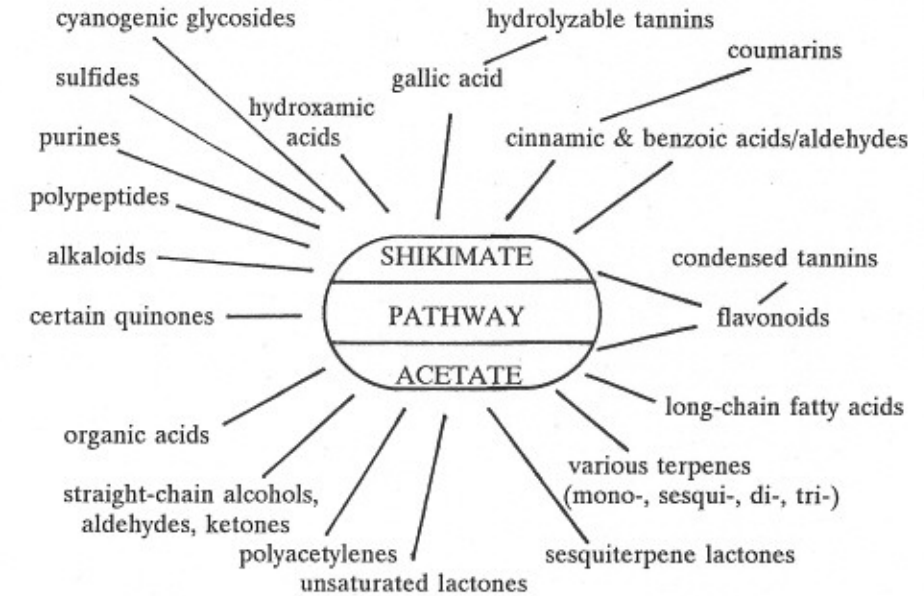 cyanogenic glycosides
hydrolyzable tannins
coumarins
sulfides
gallic acid
hydroxamic
acids
purines
cinnamic & benzoic acids/aldehydes
polypeptides
alkaloids
SHIKIMATE
condensed tannins
certain quinones
PATHWAY
flavonoids
ACETATE
long-chain fatty acids
organic acids
various terpenes
(mono-, sesqui-, di-, tri-)
straight-chain alcohols,
aldehydes, ketones
polyacetylenes
sesquiterpene lactones
unsaturated lactones